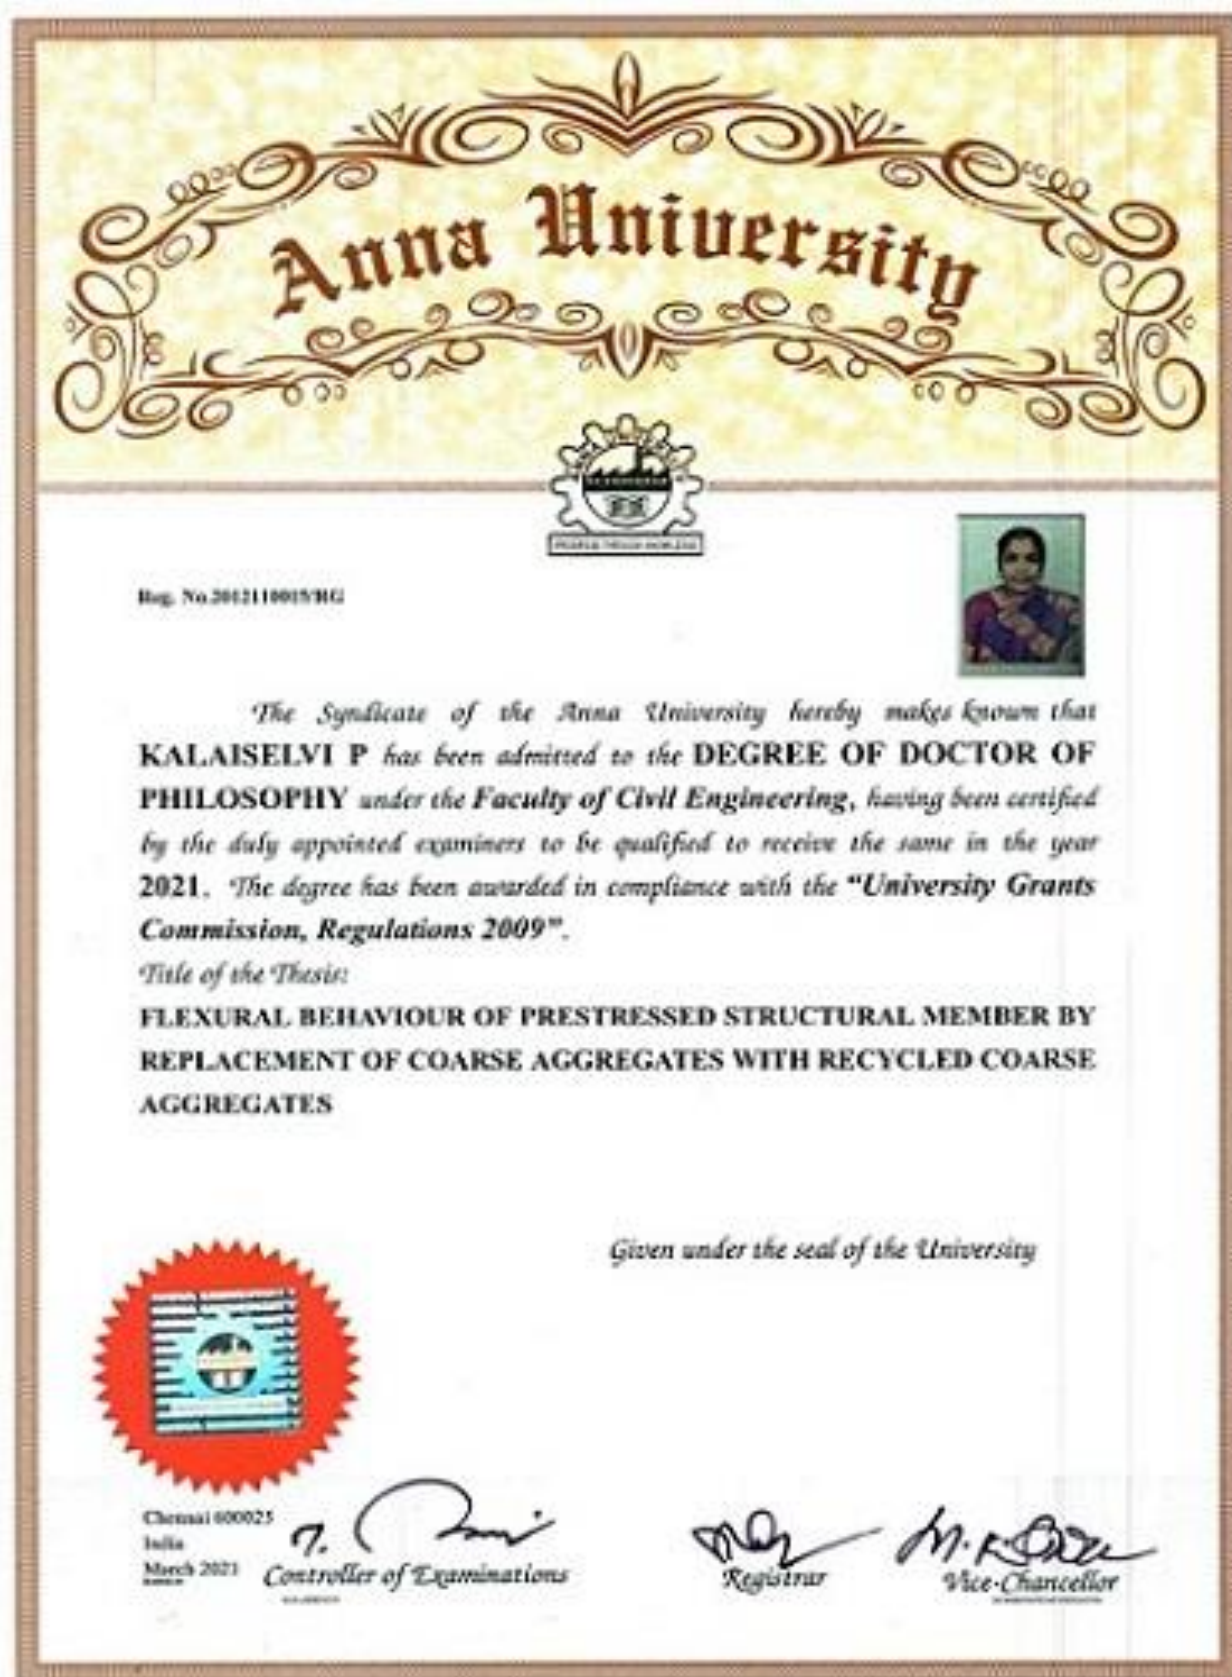 Anna University
Reg. No.2012110015/RG
The Syndicate of the Anna University hereby makes known that
KALAISELVI P has been admitted to the DEGREE OF DOCTOR OF
PHILOSOPHY under the Faculty of Civil Engineering, having been certified
by the duly appointed examiners to be qualified to receive the same in the year
2021. The degree has been awarded in compliance with the “University Grants
Commission, Regulations 2009”.
Title of the Thesis:
FLEXURAL BEHAVIOUR OF PRESTRESSED STRUCTURAL MEMBER BY
REPLACEMENT OF COARSE AGGREGATES WITH RECYCLED COARSE
AGGREGATES
Given under the seal of the University
Chennai 600025
India
March 2021
Controller of Examinations
Registrar
Vice-Chancellor